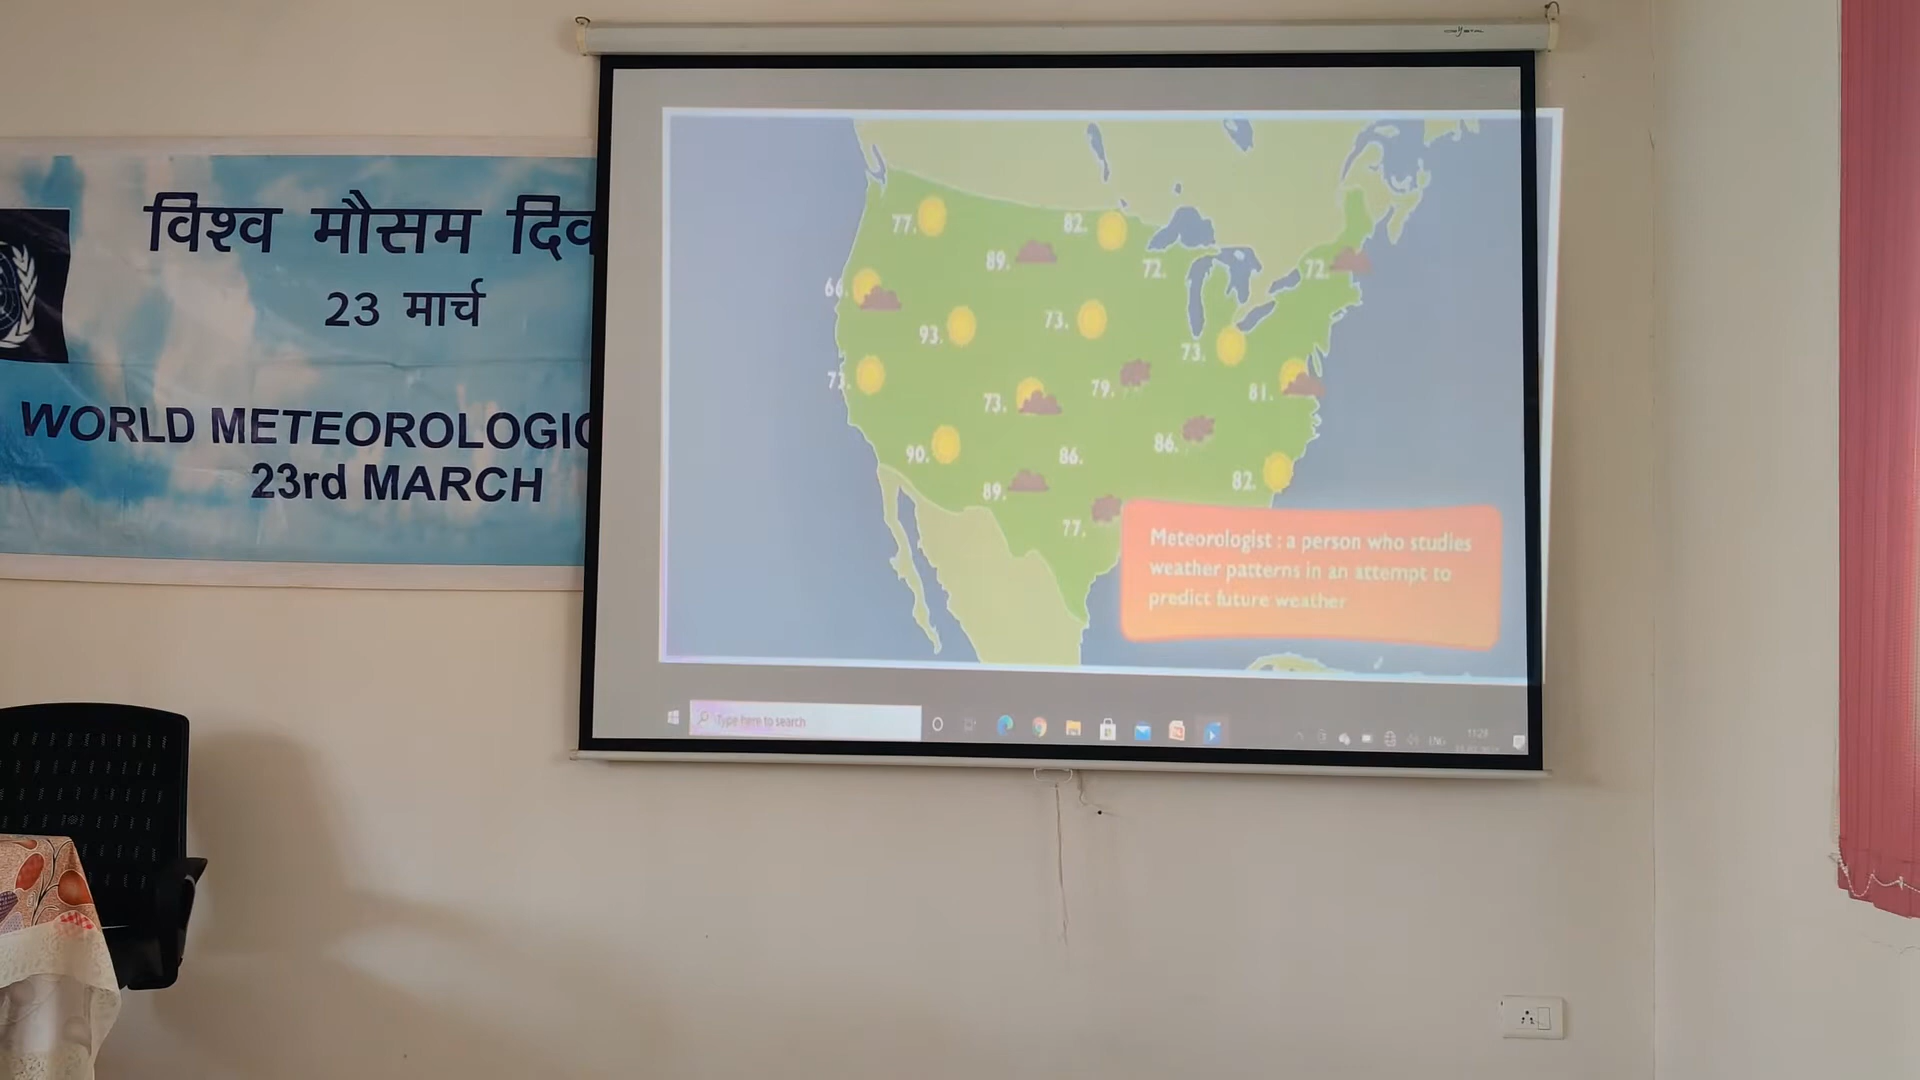 विश्व मौसम
23 मार्च
WORLD
23rd MARCH
77.
82.
89.
72.
72.
66.
93.
73.
73.
79.
81.
73.
86.
90.
86.
89.
82.
77.
Meteorologist : a person who studies
weather patterns in an attempt to
predict future weather
Type here to search
ENG